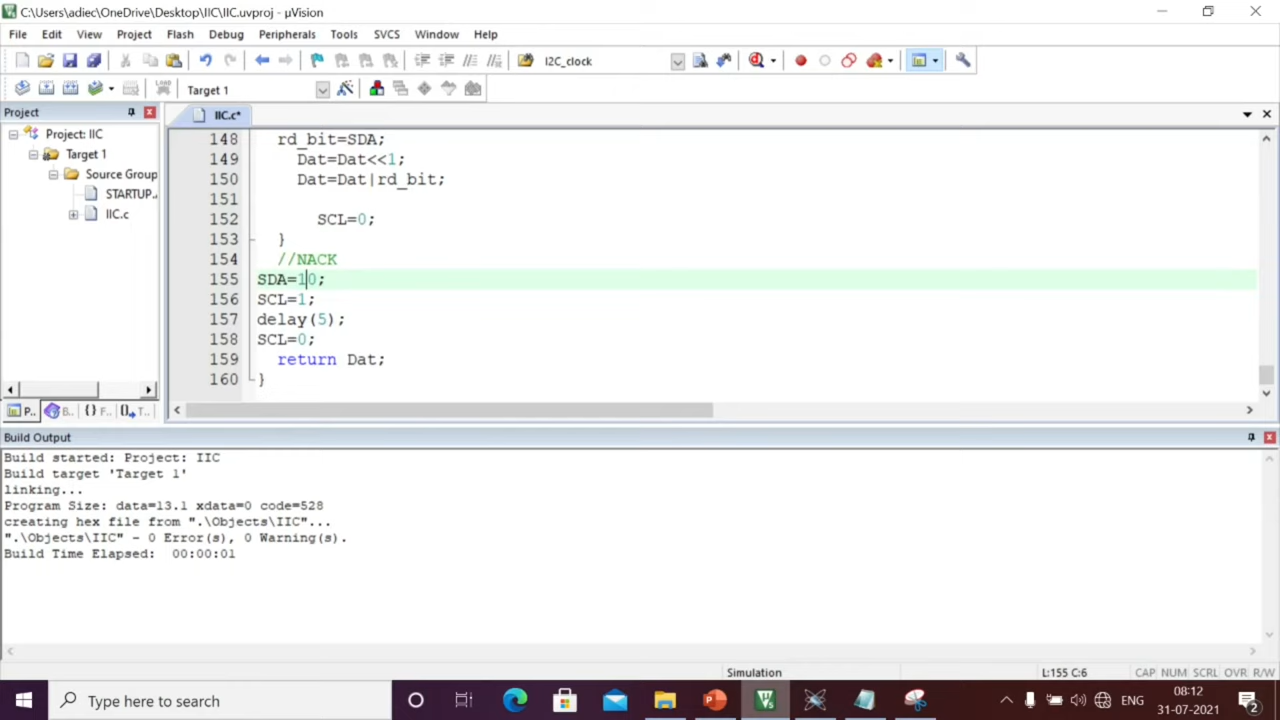 C:\Users\adiec\OneDrive\Desktop\IIC\IIC.uvproj - µVision
File Edit View Project Flash Debug Peripherals Tools SVCS Window Help
I2C_clock
LOAD Target 1
Project
IIC.c*
Project: IIC
Target 1
Source Group
STARTUP.
IIC.c
148 rd_bit=SDA;
149 Dat=Dat<<1;
150 Dat=Dat|rd_bit;
151
152 SCL=0;
153 }
154 //NACK
155 SDA=10;
156 SCL=1;
157 delay(5);
158 SCL=0;
159 return Dat;
160 }
P.. B.. {} F.. () T..
Build Output
Build started: Project: IIC
Build target 'Target 1'
linking...
Program Size: data=13.1 xdata=0 code=528
creating hex file from ".\Objects\IIC"...
".\Objects\IIC" - 0 Error(s), 0 Warning(s).
Build Time Elapsed: 00:00:01
Simulation L:155 C:6 CAP NUM SCRL OVR R/W
Type here to search
ENG
08:12
31-07-2021
2